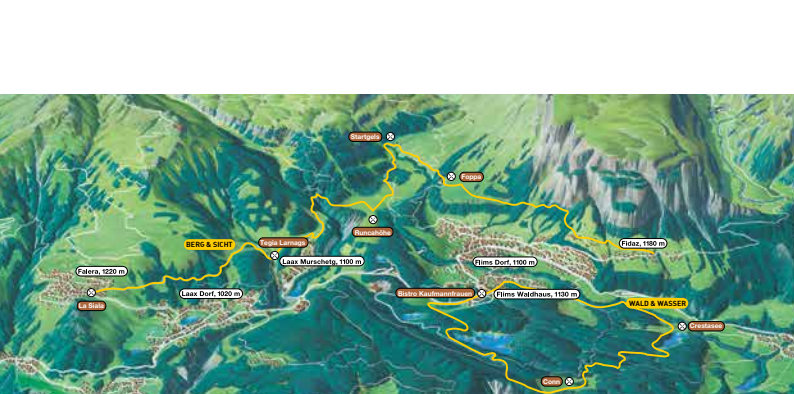 Startgels
Foppa
Runcahöhe
BERG & SICHT
Tegia Larnags
Fidaz, 1180 m
Laax Murschetg, 1100 m
Flims Dorf, 1100 m
Falera, 1220 m
Laax Dorf, 1020 m
Bistro Kaufmannfrauen
Flims Waldhaus, 1130 m
La Siala
WALD & WASSER
Crestasee
Conn